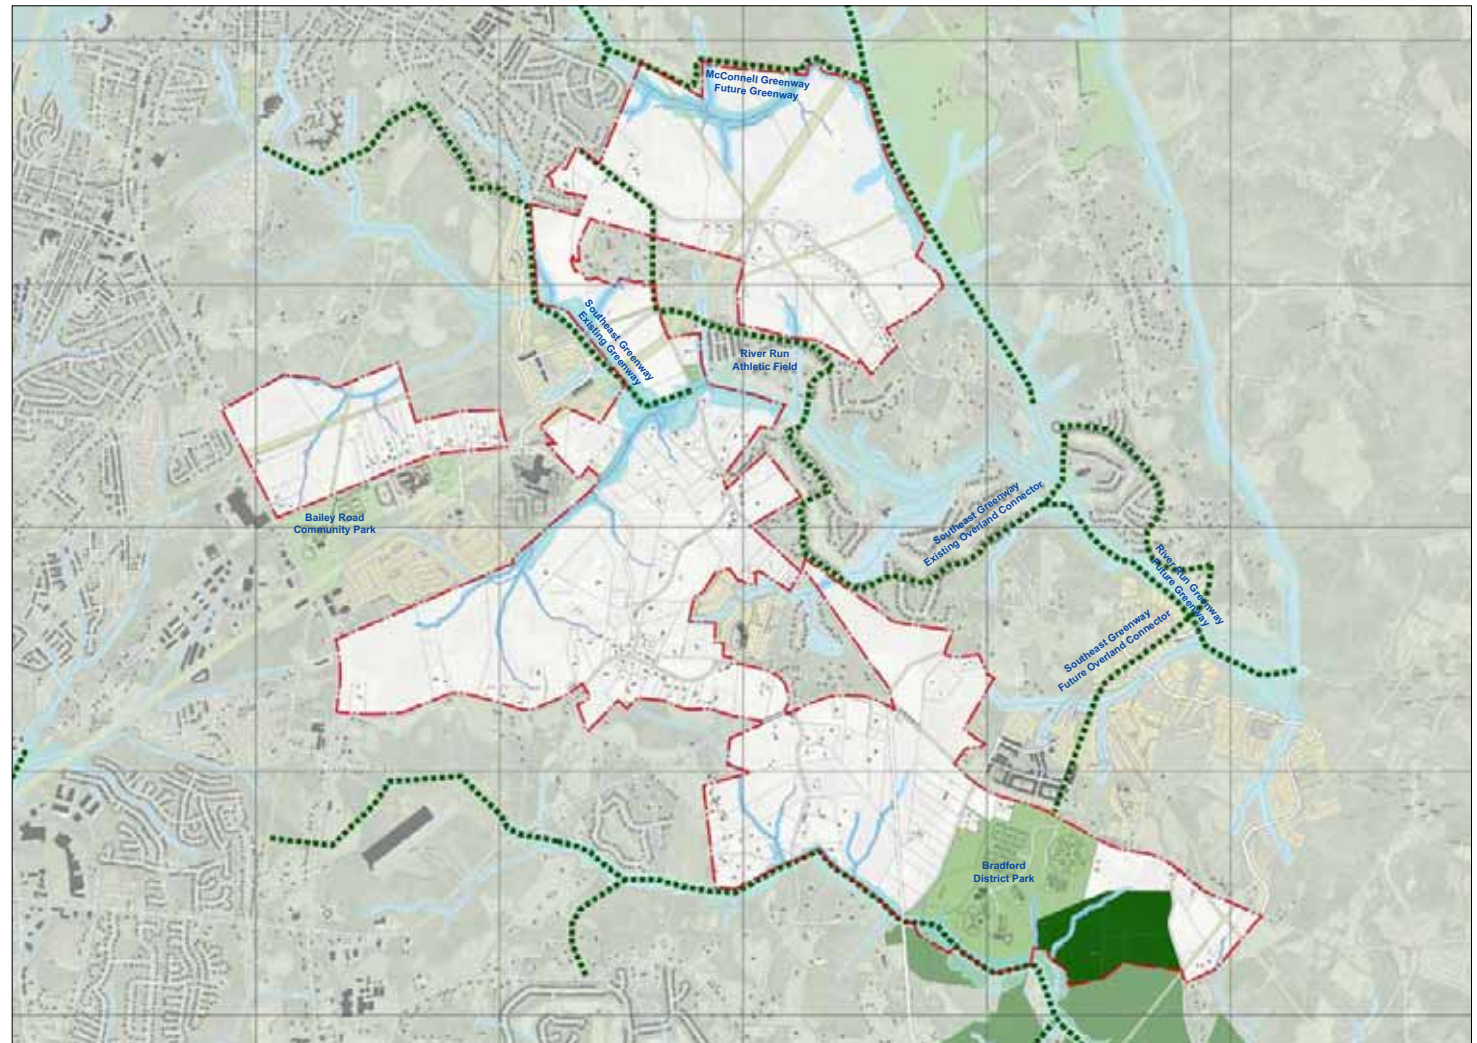 McConnell Greenway
Future Greenway
Southeast Greenway
Existing Greenway
River Run
Athletic Field
Bailey Road
Community Park
Southeast Greenway
Existing Overland Connector
River Run Greenway
Future Greenway
Southeast Greenway
Future Overland Connector
Bradford
District Park